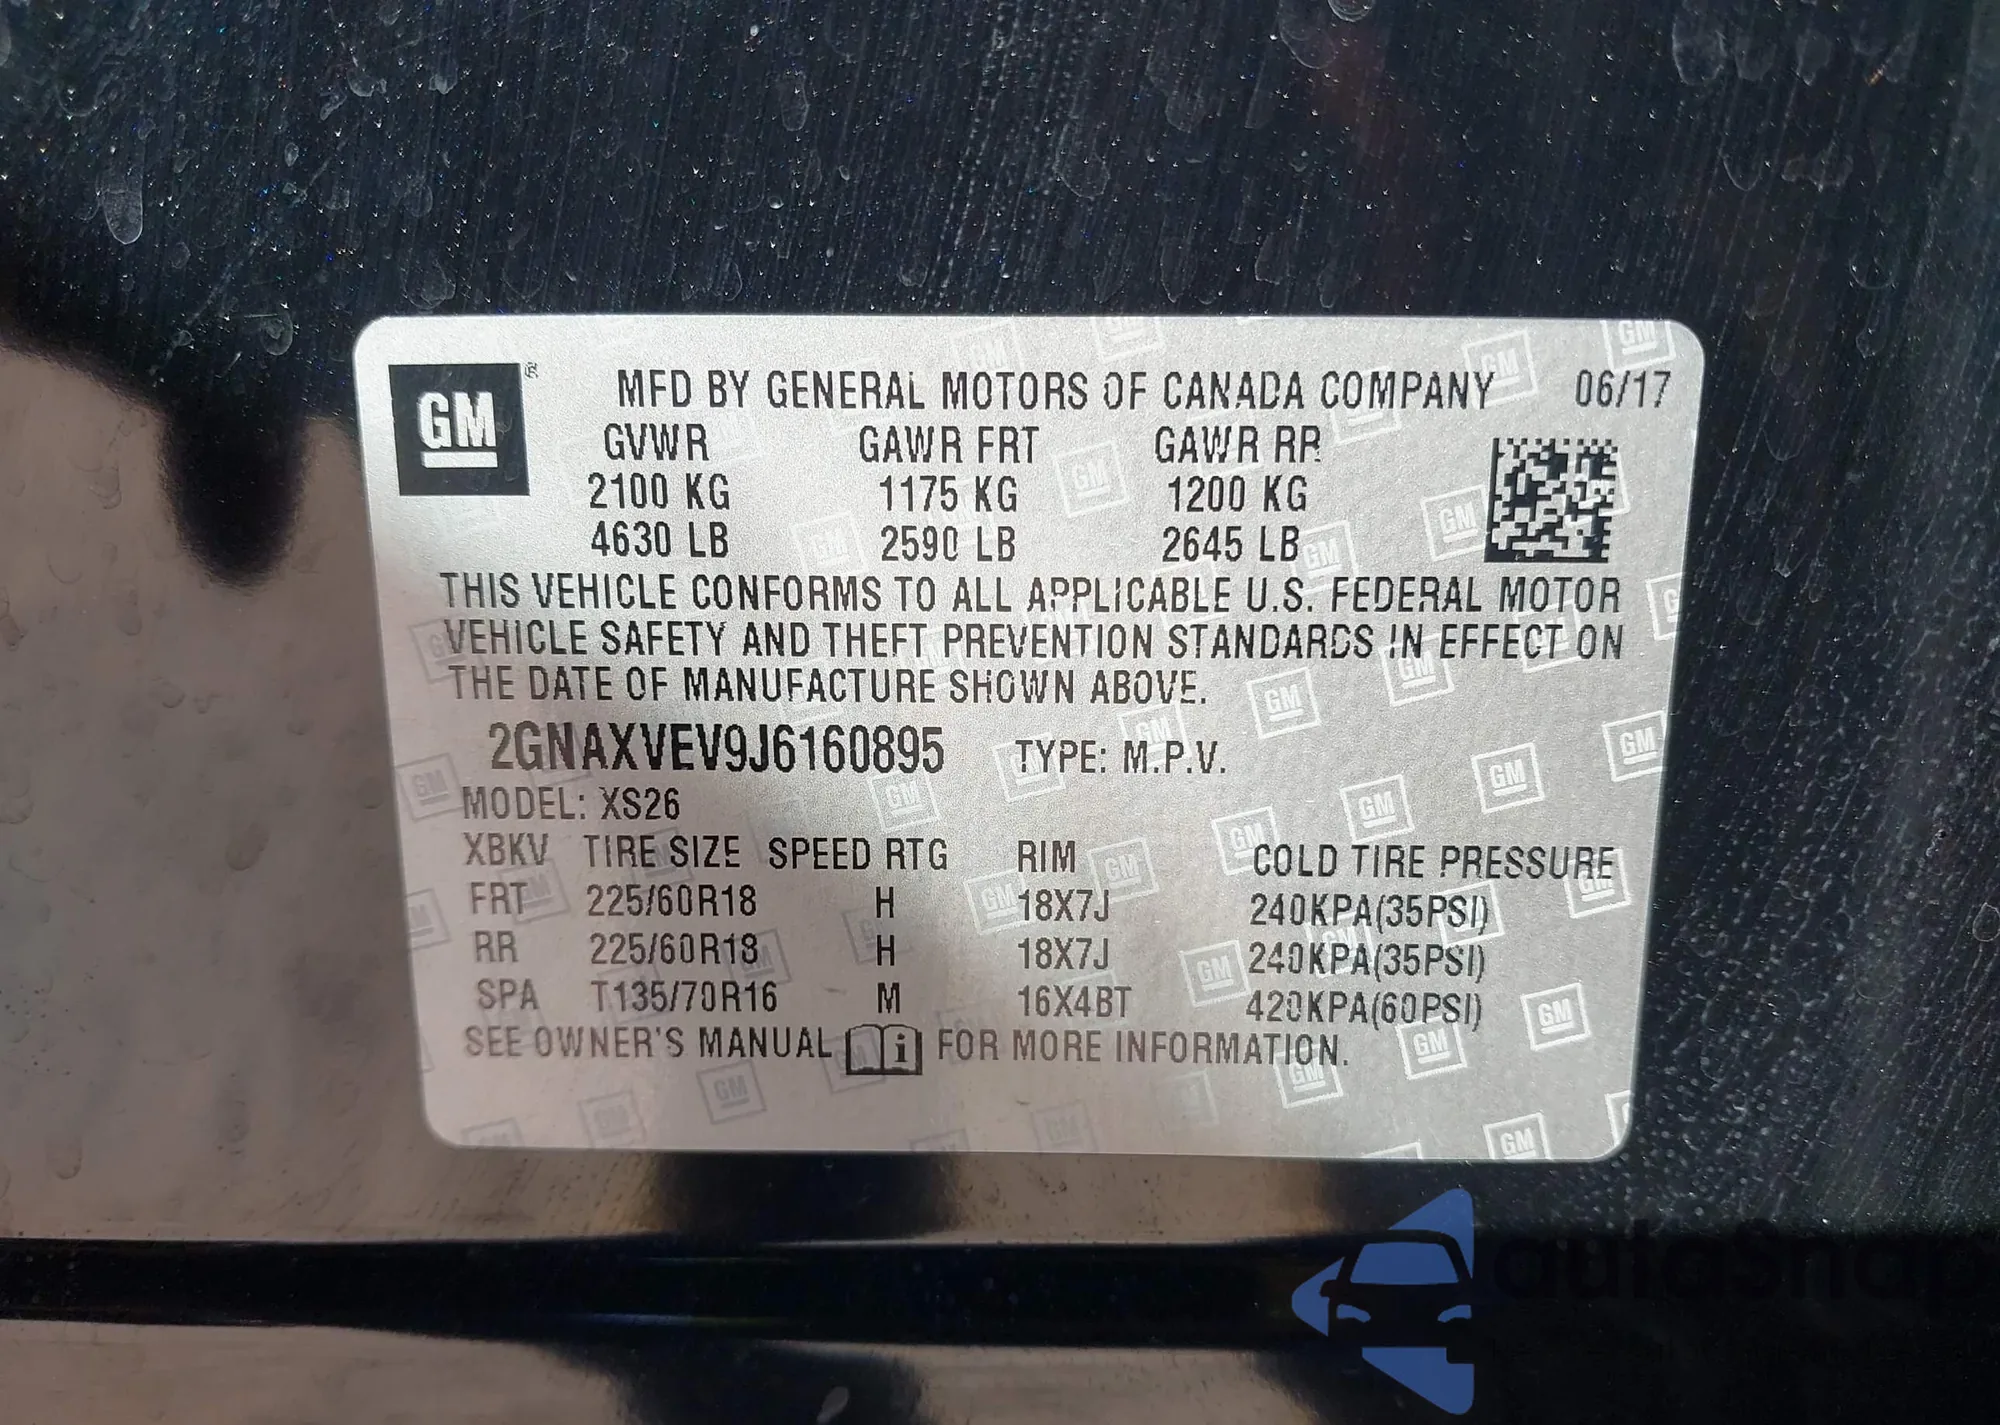 GM ®
MFD BY GENERAL MOTORS OF CANADA COMPANY 06/17
GVWR GAWR FRT GAWR RR
2100 KG 1175 KG 1200 KG
4630 LB 2590 LB 2645 LB
THIS VEHICLE CONFORMS TO ALL APPLICABLE U.S. FEDERAL MOTOR
VEHICLE SAFETY AND THEFT PREVENTION STANDARDS IN EFFECT ON
THE DATE OF MANUFACTURE SHOWN ABOVE.
2GNAXVEV9J6160895 TYPE: M.P.V.
MODEL: XS26
XBKV TIRE SIZE SPEED RTG RIM COLD TIRE PRESSURE
FRT 225/60R18 H 18X7J 240KPA(35PSI)
RR 225/60R18 H 18X7J 240KPA(35PSI)
SPA T135/70R16 M 16X4BT 420KPA(60PSI)
SEE OWNER'S MANUAL i FOR MORE INFORMATION.